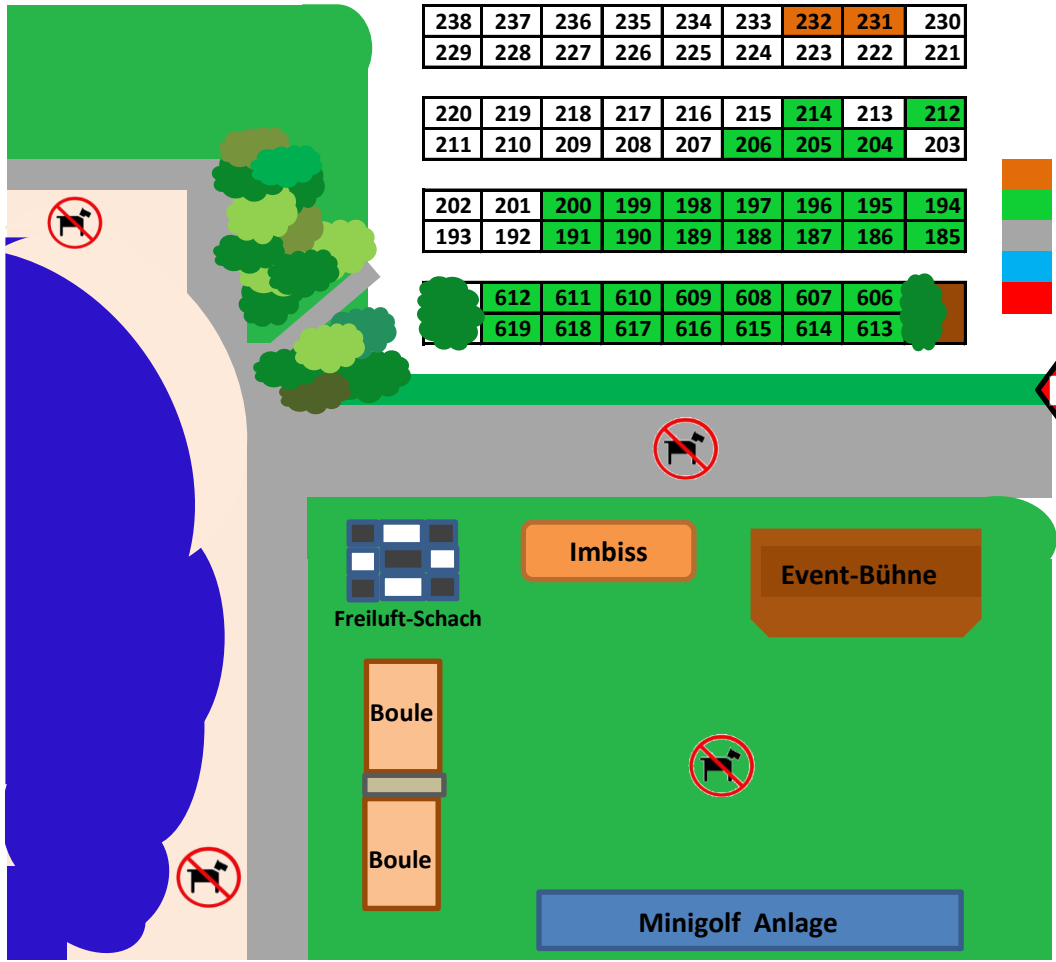 238 237 236 235 234 233 232 231 230
229 228 227 226 225 224 223 222 221
220 219 218 217 216 215 214 213 212
211 210 209 208 207 206 205 204 203
202 201 200 199 198 197 196 195 194
193 192 191 190 189 188 187 186 185
612 611 610 609 608 607 606
619 618 617 616 615 614 613
Imbiss
Event-Bühne
Freiluft-Schach
Boule
Boule
Minigolf Anlage